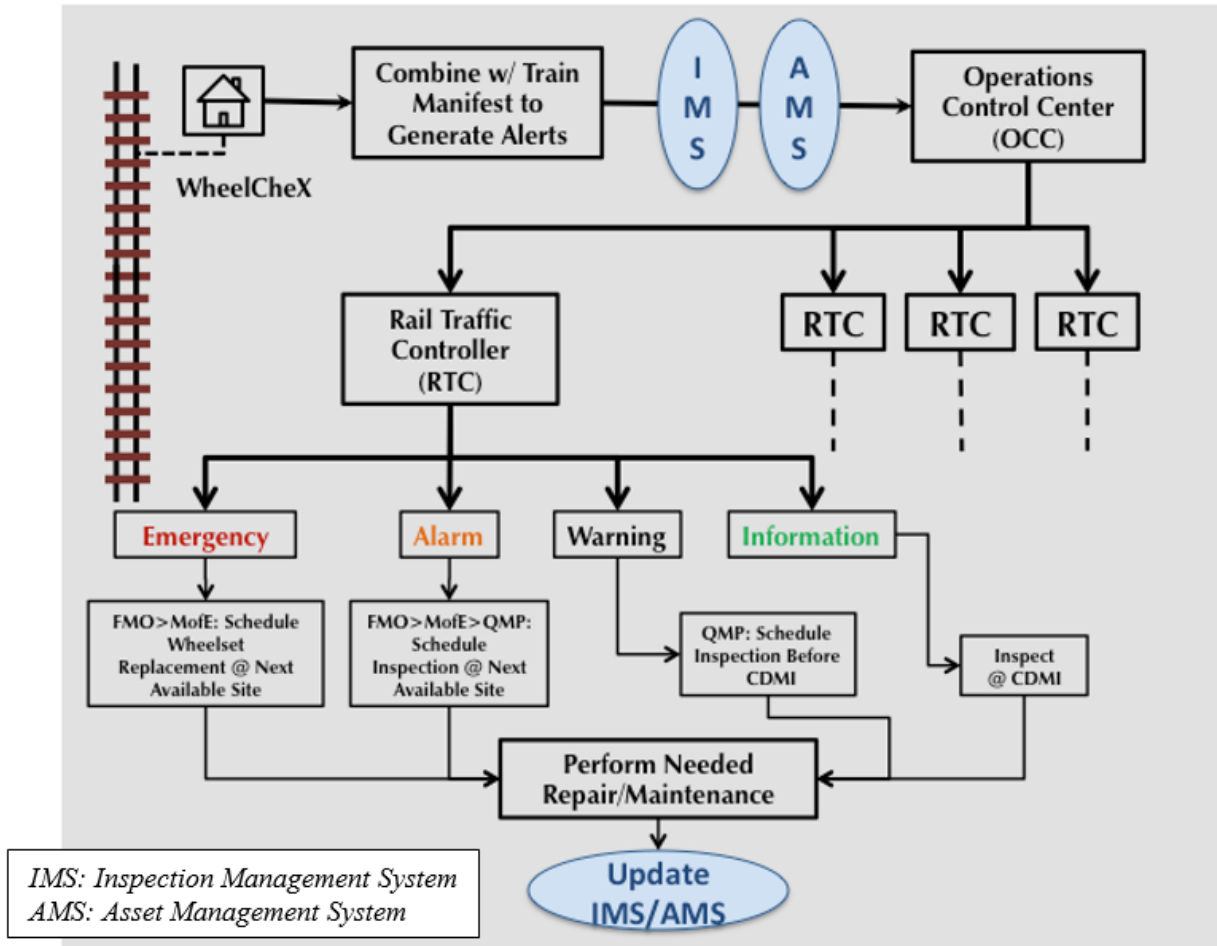 Combine w/ Train
Manifest to
Generate Alerts
I
M
S
A
M
S
Operations
Control Center
(OCC)
WheelCheX
Rail Traffic
Controller
(RTC)
RTC
RTC
RTC
Emergency
Alarm
Warning
Information
FMO>MofE: Schedule
Wheelset
Replacement @ Next
Available Site
FMO>MofE>QMP:
Schedule
Inspection @ Next
Available Site
QMP: Schedule
Inspection Before
CDMI
Inspect
@ CDMI
Perform Needed
Repair/Maintenance
Update
IMS/AMS
IMS: Inspection Management System
AMS: Asset Management System